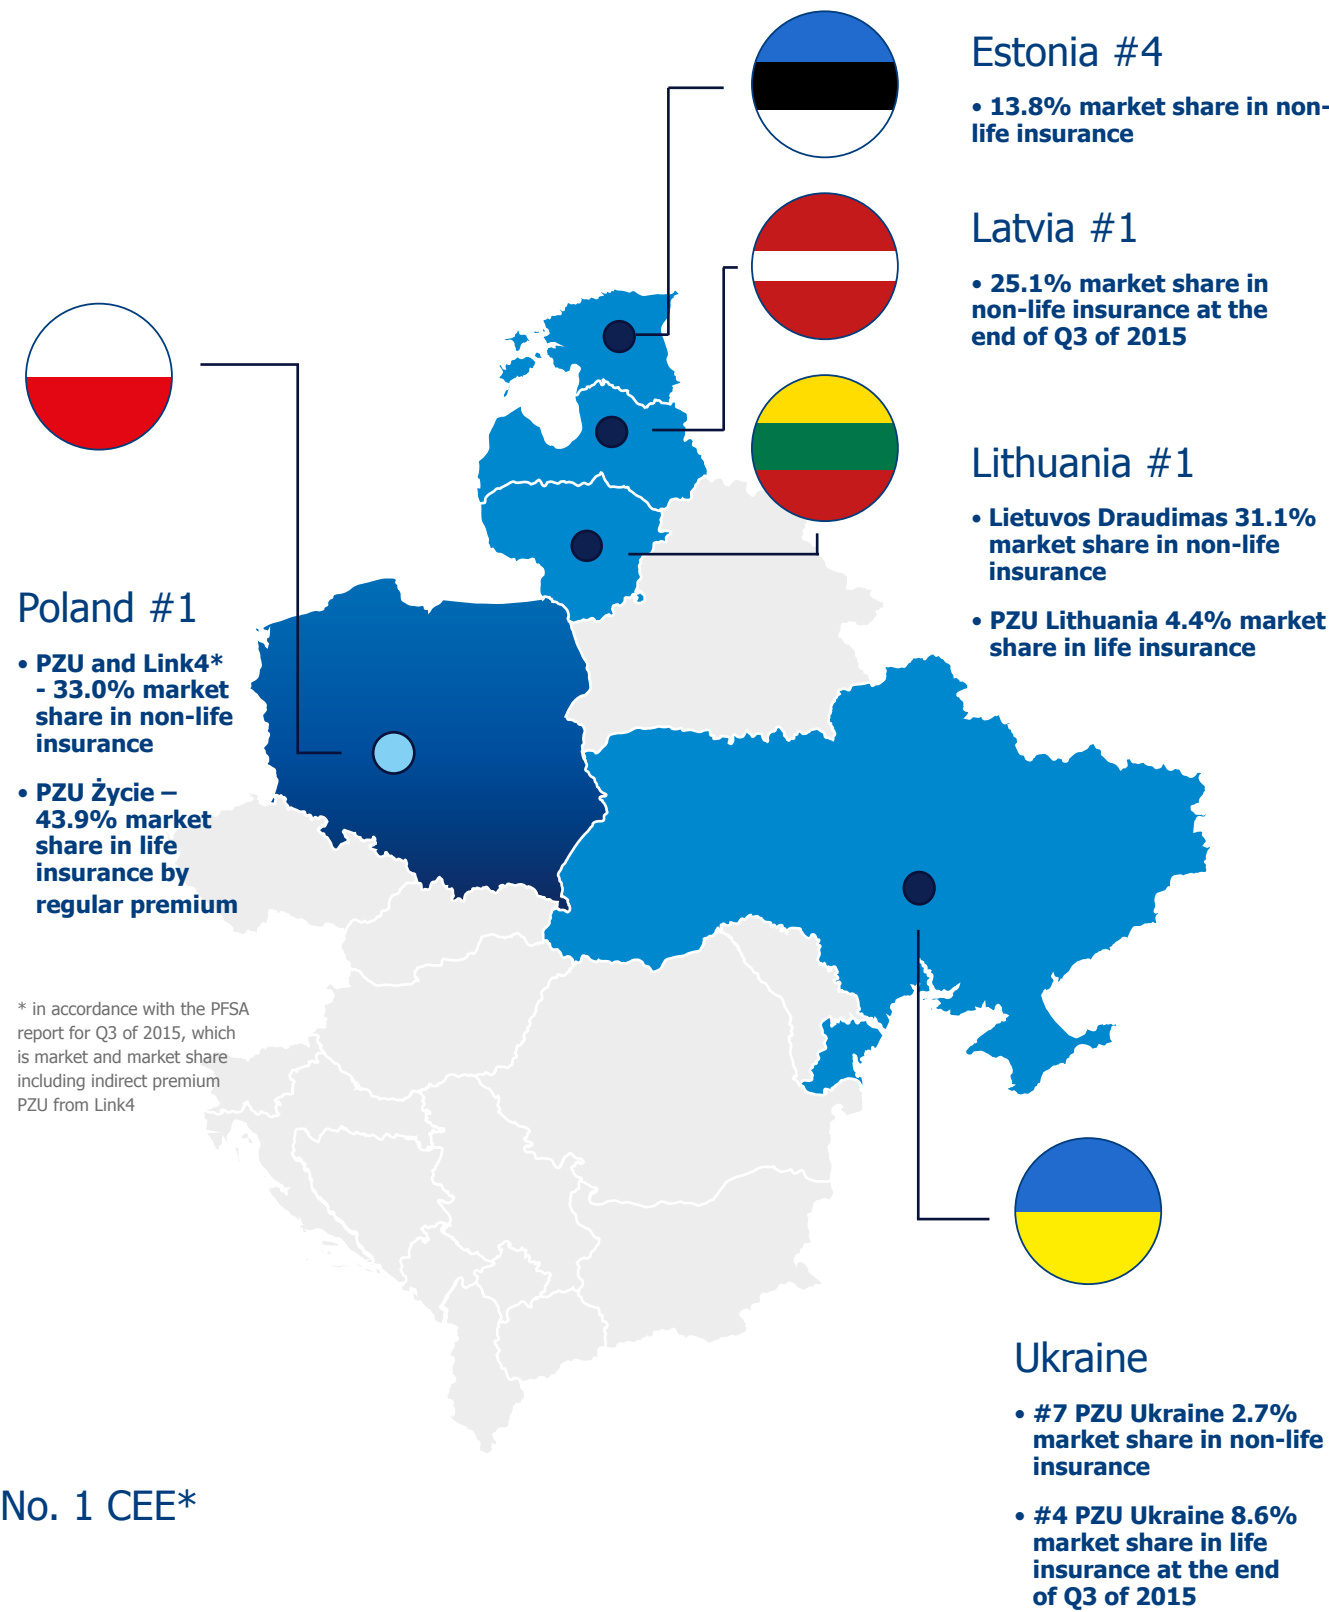 Estonia #4
• 13.8% market share in non-
life insurance
Latvia #1
• 25.1% market share in
non-life insurance at the
end of Q3 of 2015
Lithuania #1
• Lietuvos Draudimas 31.1%
market share in non-life
insurance
• PZU Lithuania 4.4% market
share in life insurance
Poland #1
• PZU and Link4*
- 33.0% market
share in non-life
insurance
• PZU Życie –
43.9% market
share in life
insurance by
regular premium
* in accordance with the PFSA
report for Q3 of 2015, which
is market and market share
including indirect premium
PZU from Link4
Ukraine
• #7 PZU Ukraine 2.7%
market share in non-life
insurance
• #4 PZU Ukraine 8.6%
market share in life
insurance at the end
of Q3 of 2015
No. 1 CEE*